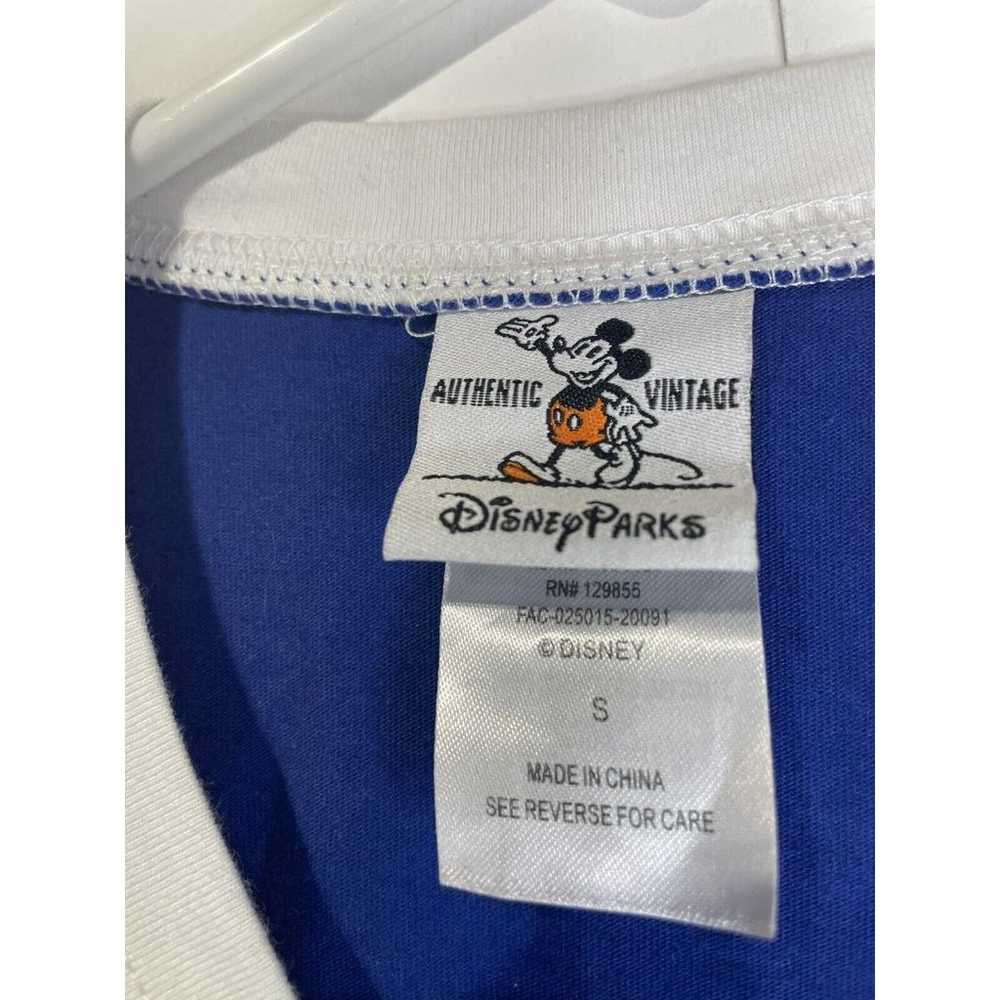 AUTHENTIC VINTAGE
DISNEY PARKS
RN# 129855
FAC-025015-20091
© DISNEY
S
MADE IN CHINA
SEE REVERSE FOR CARE